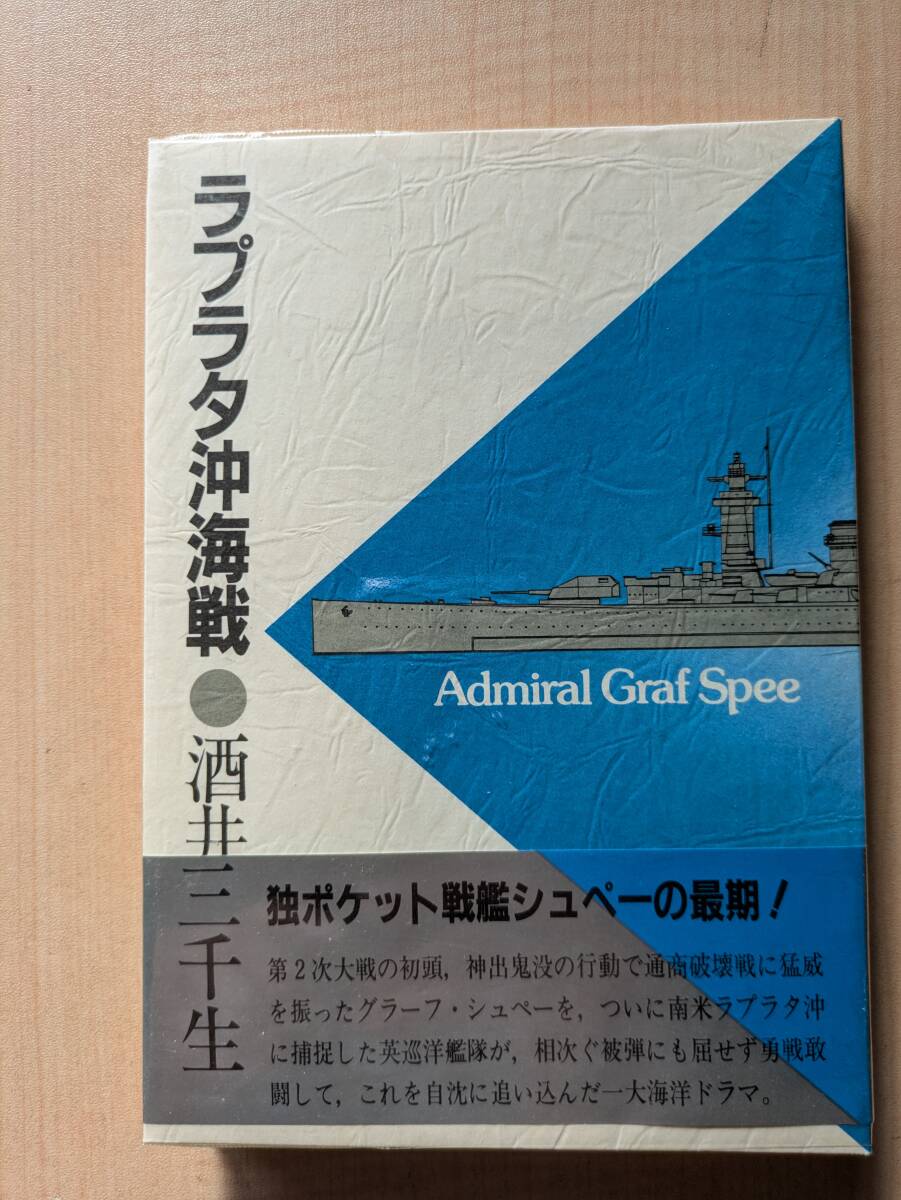 ラプラタ沖海戦●酒井三千生
Admiral Graf Spee
独ポケット戦艦シュペーの最期!
第2次大戦の初頭,神出鬼没の行動で通商破壊戦に猛威
を振ったグラーフ・シュペーを,ついに南米ラプラタ沖
に捕捉した英巡洋艦隊が,相次ぐ被弾にも屈せず勇戦敢
闘して,これを自沈に追い込んだ一大海洋ドラマ。